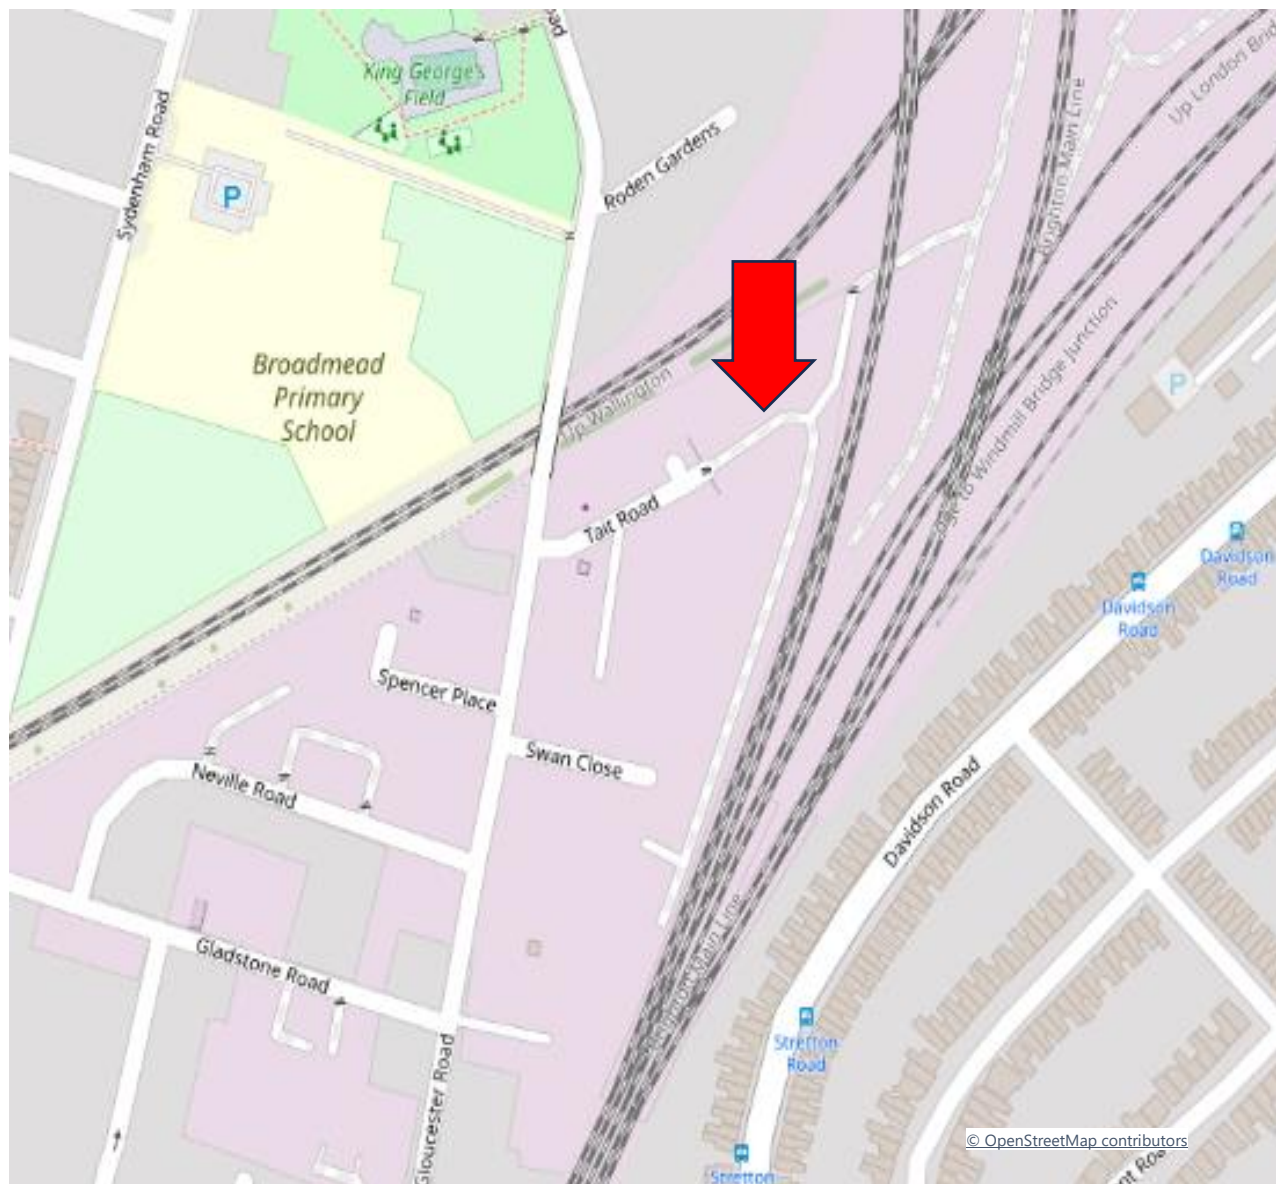 King George's
Field
Sydenham Road
Roden Gardens
Up London Brid
Brighton Main Line
P
Broadmead
Primary
School
Up Wallington
Tait Road
dge to Windmill Bridge Junction
P
Davidson
Road
Davidson
Road
Spencer Place
Swan Close
Neville Road
Davidson Road
Gladstone Road
Brighton Main Line
Stretton
Road
Gloucester Road
© OpenStreetMap contributors
Stretton